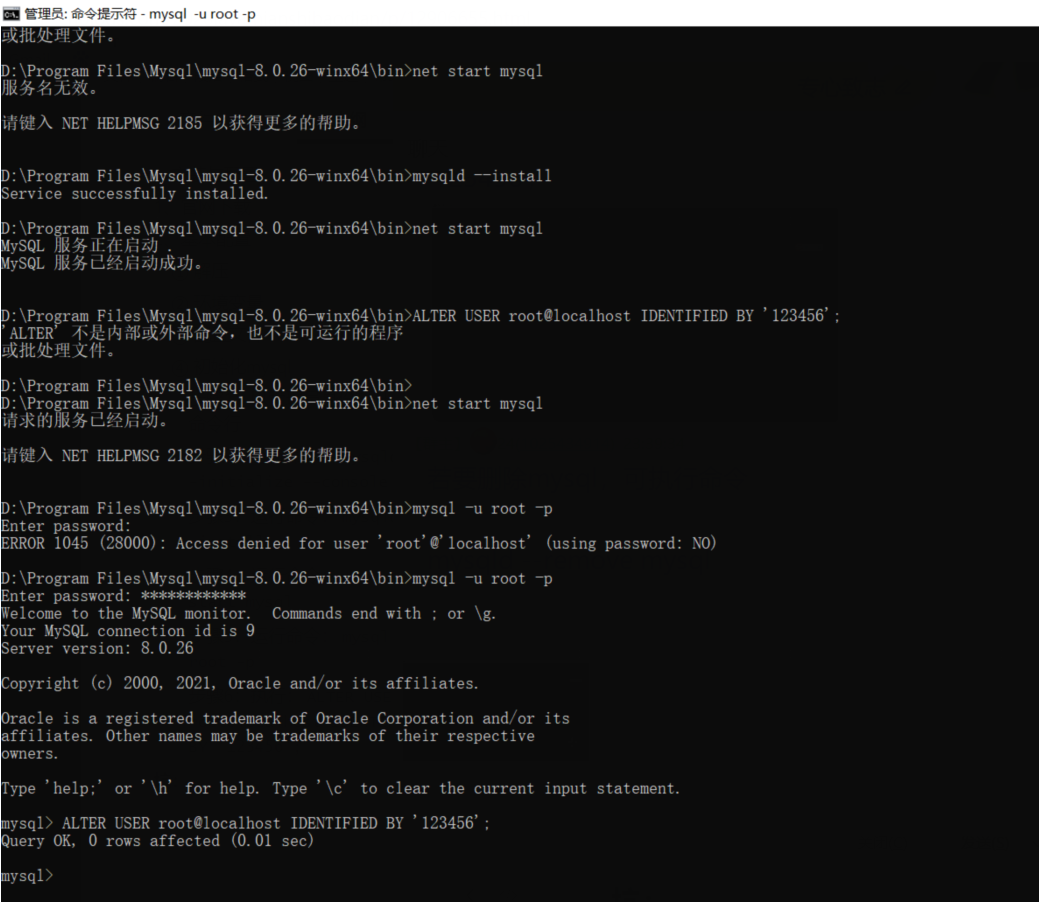 管理员: 命令提示符 - mysql  -u root -p
或批处理文件。
D:\Program Files\Mysql\mysql-8.0.26-winx64\bin>net start mysql
服务名无效。
请键入 NET HELPMSG 2185 以获得更多的帮助。
D:\Program Files\Mysql\mysql-8.0.26-winx64\bin>mysqld --install
Service successfully installed.
D:\Program Files\Mysql\mysql-8.0.26-winx64\bin>net start mysql
MySQL 服务正在启动 .
MySQL 服务已经启动成功。
D:\Program Files\Mysql\mysql-8.0.26-winx64\bin>ALTER USER root@localhost IDENTIFIED BY '123456';
'ALTER' 不是内部或外部命令，也不是可运行的程序
或批处理文件。
D:\Program Files\Mysql\mysql-8.0.26-winx64\bin>
D:\Program Files\Mysql\mysql-8.0.26-winx64\bin>net start mysql
请求的服务已经启动。
请键入 NET HELPMSG 2182 以获得更多的帮助。
D:\Program Files\Mysql\mysql-8.0.26-winx64\bin>mysql -u root -p
Enter password:
ERROR 1045 (28000): Access denied for user 'root'@'localhost' (using password: NO)
D:\Program Files\Mysql\mysql-8.0.26-winx64\bin>mysql -u root -p
Enter password: ************
Welcome to the MySQL monitor.  Commands end with ; or \g.
Your MySQL connection id is 9
Server version: 8.0.26
Copyright (c) 2000, 2021, Oracle and/or its affiliates.
Oracle is a registered trademark of Oracle Corporation and/or its
affiliates. Other names may be trademarks of their respective
owners.
Type 'help;' or '\h' for help. Type '\c' to clear the current input statement.
mysql> ALTER USER root@localhost IDENTIFIED BY '123456';
Query OK, 0 rows affected (0.01 sec)
mysql>